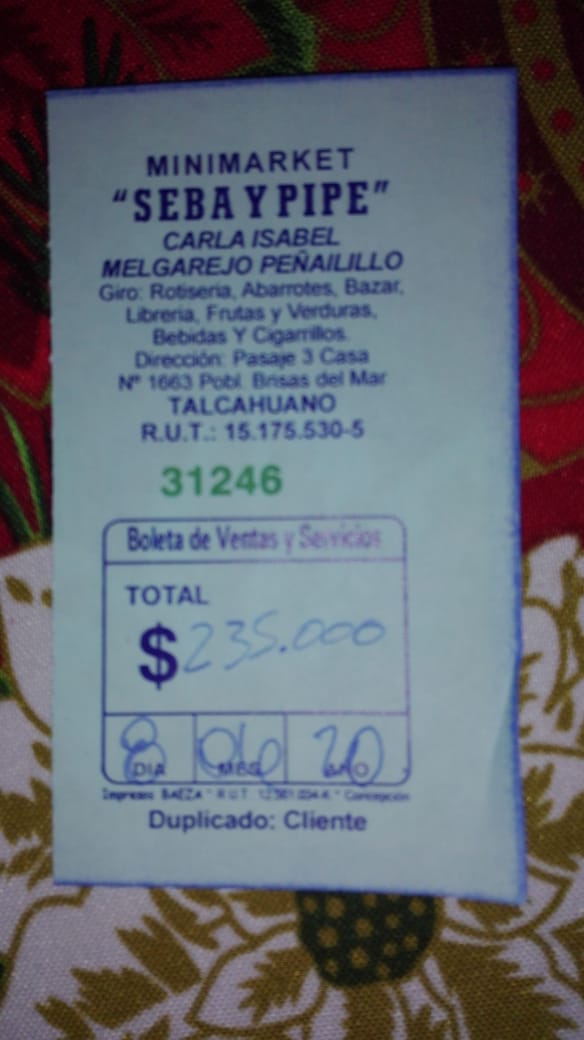 MINIMARKET
"SEBA Y PIPE"
CARLA ISABEL
MELGAREJO PEÑAILILLO
Giro: Rotiseria, Abarrotes, Bazar,
Libreria, Frutas y Verduras,
Bebidas Y Cigarrillos.
Dirección: Pasaje 3 Casa
Nº 1663 Pobl. Brisas del Mar
TALCAHUANO
R.U.T.: 15.175.530-5
31246
Boleta de Ventas y Servicios
TOTAL
$ 235.000
8 06 20
DIA MES AÑO
BAEZA * R.U.T. * Concepción
Duplicado: Cliente